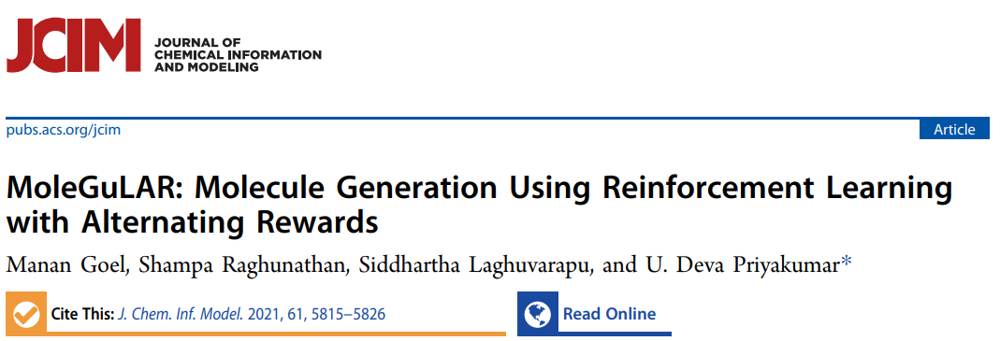 JCIM
JOURNAL OF
CHEMICAL INFORMATION
AND MODELING
pubs.acs.org/jcim
Article
MoleGuLAR: Molecule Generation Using Reinforcement Learning
with Alternating Rewards
Manan Goel, Shampa Raghunathan, Siddhartha Laghuvarapu, and U. Deva Priyakumar*
Cite This: J. Chem. Inf. Model. 2021, 61, 5815−5826
Read Online